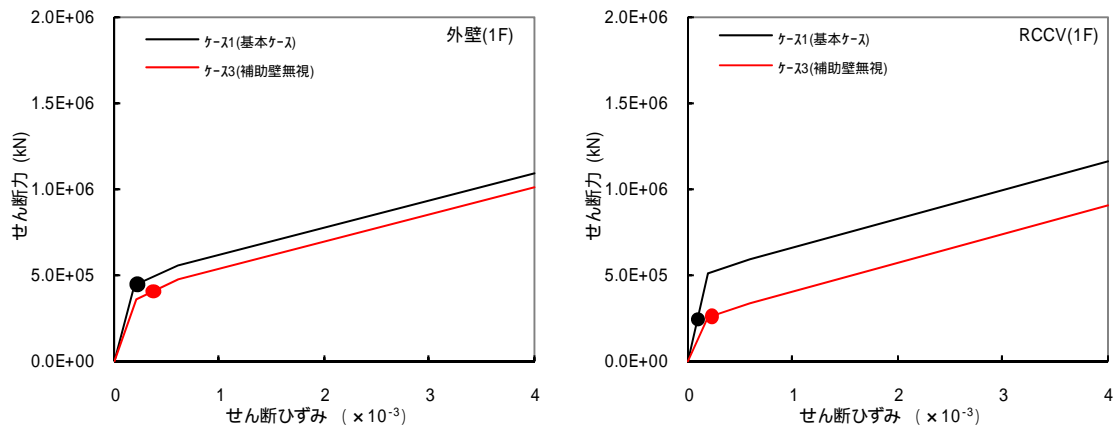 外壁(1F)
ケース1(基本ケース)
ケース3(補助壁無視)
2.0E+06
1.5E+06
1.0E+06
5.0E+05
0.0E+00
せん断力 (kN)
0 1 2 3 4
せん断ひずみ (×10-3)
RCCV(1F)
ケース1(基本ケース)
ケース3(補助壁無視)
2.0E+06
1.5E+06
1.0E+06
5.0E+05
0.0E+00
せん断力 (kN)
0 1 2 3 4
せん断ひずみ (×10-3)